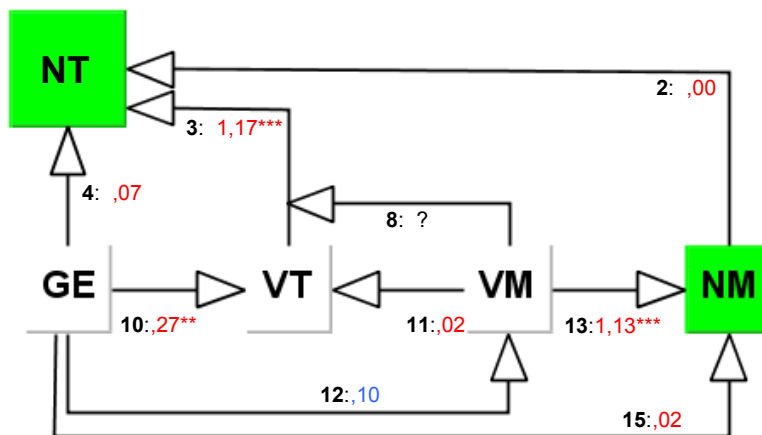 NT
2: ,00
3: 1,17***
4: ,07
8: ?
GE
VT
VM
NM
10:,27**
11:,02
13:1,13***
12:,10
15:,02